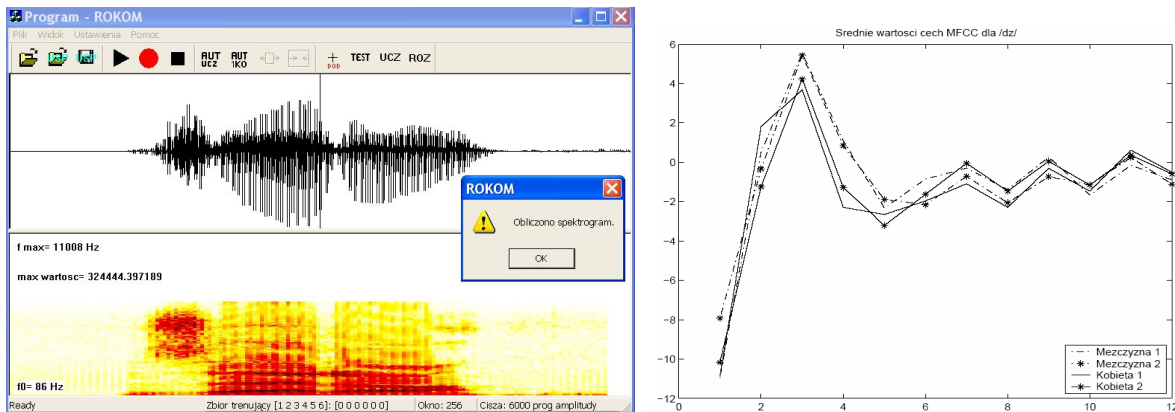 Program - ROKOM
Plik Widok Ustawienia Pomoc
AUT UCZ AUT 1KO DOD TEST UCZ ROZ
ROKOM
Obliczono spektrogram.
OK
f max= 11008 Hz
max wartosc= 324444.397189
f0= 86 Hz
Ready Zbior trenujący [1 2 3 4 5 6]: [0 0 0 0 0 0] Okno: 256 Cisza: 6000 prog amplitudy
Srednie wartosci cech MFCC dla /dz/
6
4
2
0
−2
−4
−6
−8
−10
−12
0 2 4 6 8 10 12
Mezczyzna 1
Mezczyzna 2
Kobieta 1
Kobieta 2